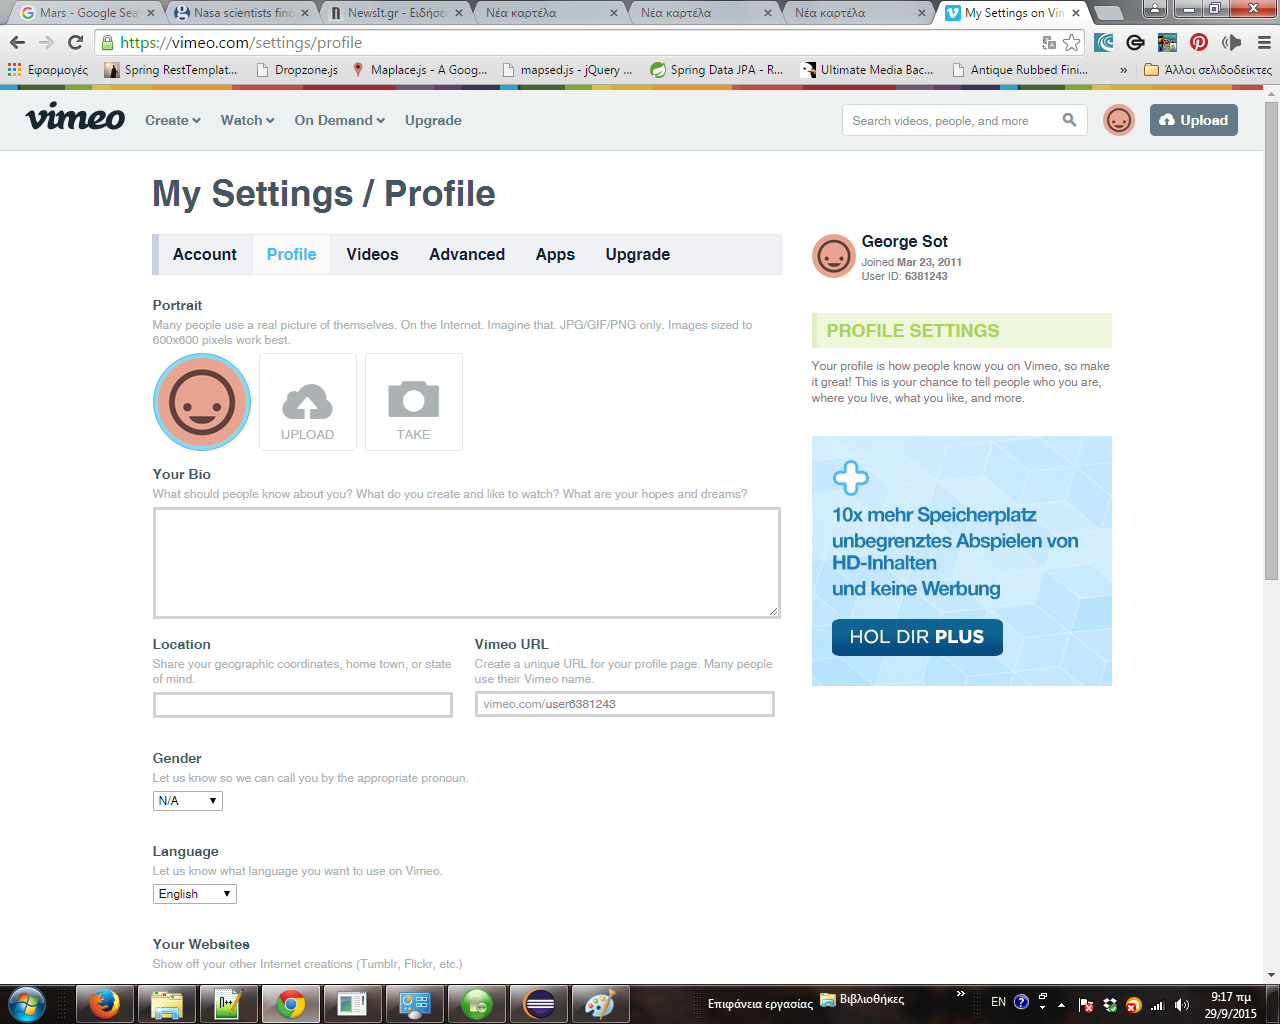 Mars - Google Sea
Nasa scientists find
NewsIt.gr - Ειδήσε
Νέα καρτέλα
Νέα καρτέλα
Νέα καρτέλα
My Settings on Vim
https://vimeo.com/settings/profile
Εφαρμογές
Spring RestTemplat...
Dropzone.js
Maplace.js - A Goog...
mapsed.js - jQuery ...
Spring Data JPA - R...
Ultimate Media Bac...
Antique Rubbed Fini...
»
Άλλοι σελιδοδείκτες
vimeo
Create
Watch
On Demand
Upgrade
Search videos, people, and more
Upload
My Settings / Profile
Account
Profile
Videos
Advanced
Apps
Upgrade
George Sot
Joined Mar 23, 2011
User ID: 6381243
Portrait
Many people use a real picture of themselves. On the Internet. Imagine that. JPG/GIF/PNG only. Images sized to
600x600 pixels work best.
UPLOAD
TAKE
PROFILE SETTINGS
Your profile is how people know you on Vimeo, so make
it great! This is your chance to tell people who you are,
where you live, what you like, and more.
Your Bio
What should people know about you? What do you create and like to watch? What are your hopes and dreams?
10x mehr Speicherplatz
unbegrenztes Abspielen von
HD-Inhalten
und keine Werbung
HOL DIR PLUS
Location
Share your geographic coordinates, home town, or state
of mind.
Vimeo URL
Create a unique URL for your profile page. Many people
use their Vimeo name.
vimeo.com/user6381243
Gender
Let us know so we can call you by the appropriate pronoun.
N/A
Language
Let us know what language you want to use on Vimeo.
English
Your Websites
Show off your other Internet creations (Tumblr, Flickr, etc.)
Επιφάνεια εργασίας
Βιβλιοθήκες
»
EN
9:17 πμ
29/9/2015